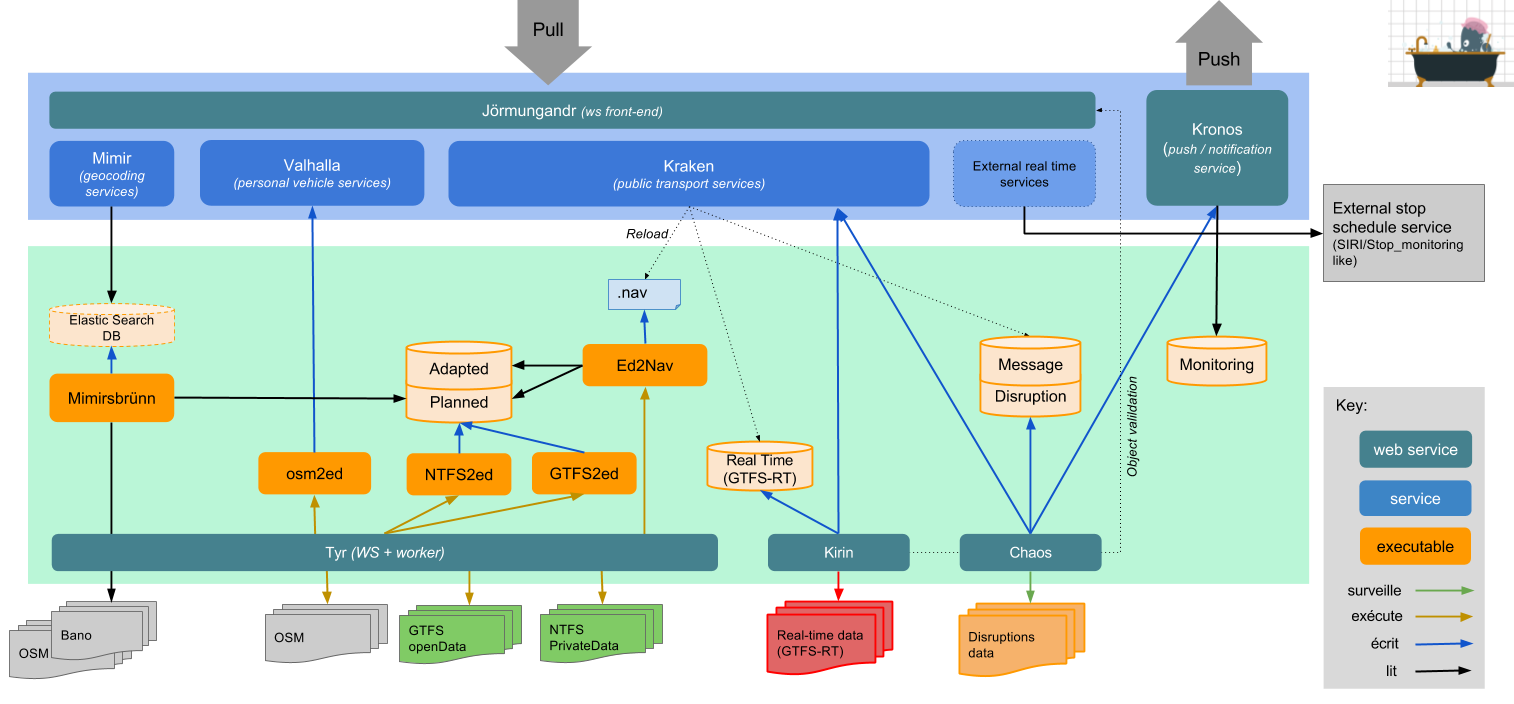 Pull
Push
Jörmungandr (ws front-end)
Mimir
(geocoding
services)
Valhalla
(personal vehicle services)
Kraken
(public transport services)
External real time
services
Kronos
(push / notification
service)
External stop
schedule service
(SIRI/Stop_monitoring
like)
Reload
.nav
Elastic Search
DB
Mimirsbrünn
Adapted
Planned
Ed2Nav
Message
Disruption
Monitoring
Object valildation
osm2ed
NTFS2ed
GTFS2ed
Real Time
(GTFS-RT)
Tyr (WS + worker)
Kirin
Chaos
OSM
Bano
OSM
GTFS
openData
NTFS
PrivateData
Real-time data
(GTFS-RT)
Disruptions
data
Key:
web service
service
executable
surveille
exécute
écrit
lit